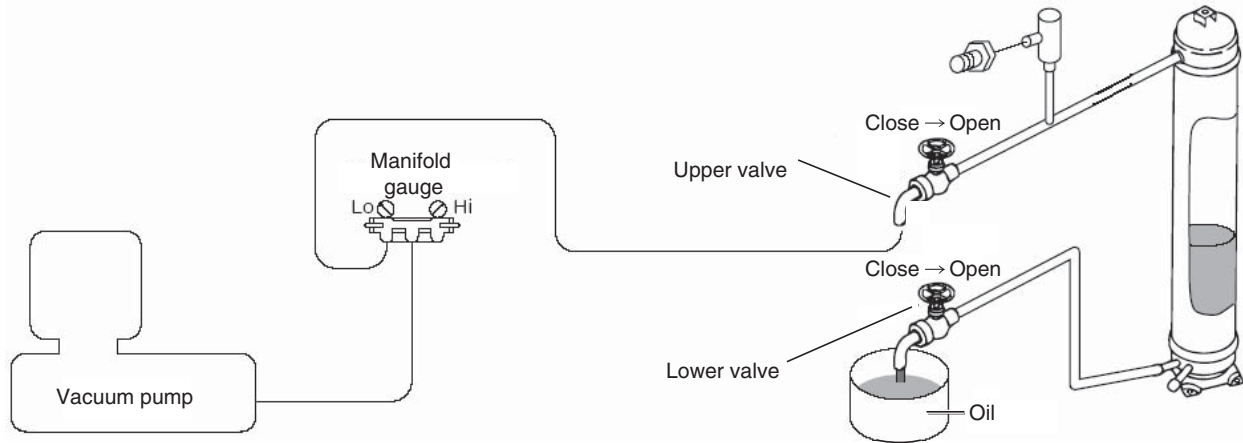 Close → Open
Manifold
gauge
Upper valve
Lo
Hi
Close → Open
Lower valve
Vacuum pump
Oil